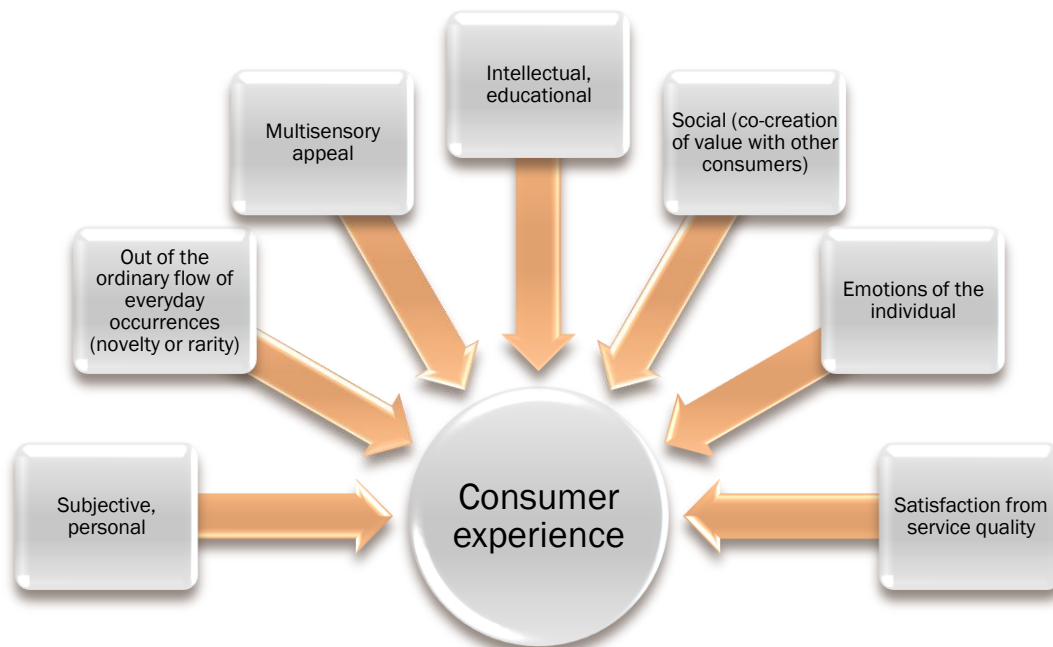 Intellectual,
educational
Multisensory
appeal
Social (co-creation
of value with other
consumers)
Out of the
ordinary flow of
everyday
occurrences
(novelty or rarity)
Emotions of the
individual
Subjective,
personal
Consumer
experience
Satisfaction from
service quality